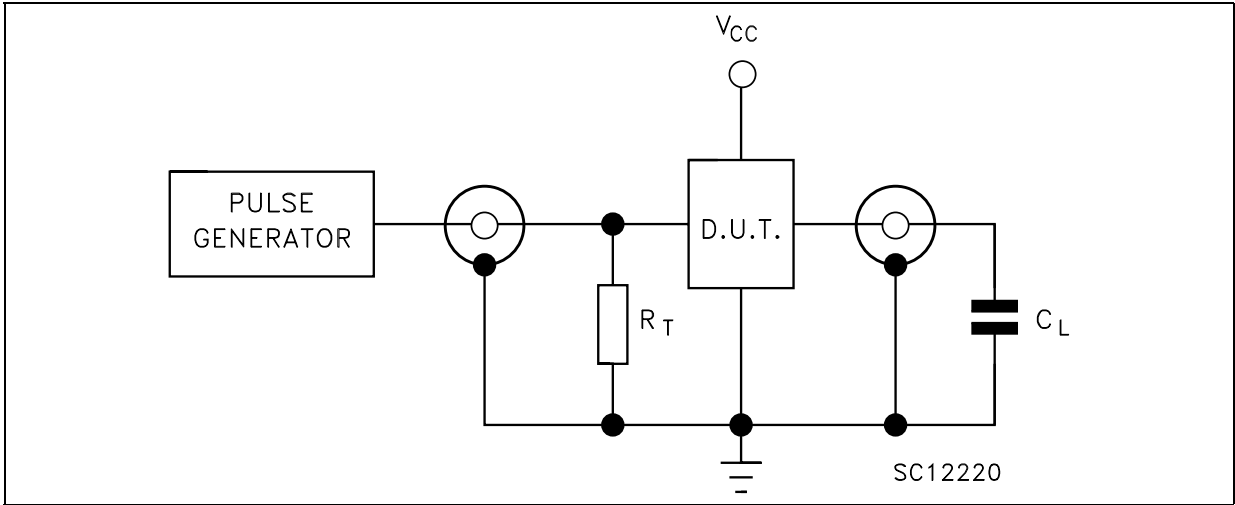 VCC
PULSE
GENERATOR
D.U.T.
RT
CL
SC12220